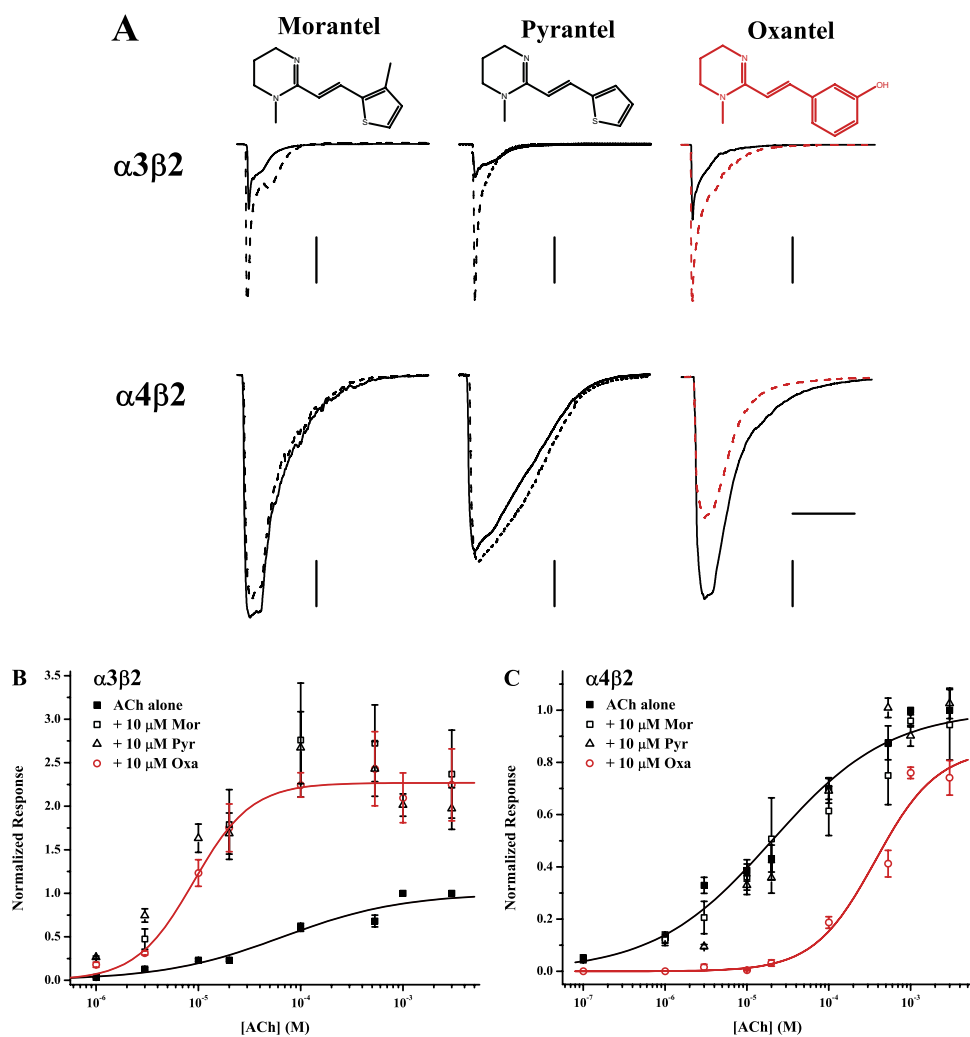 A
Morantel
Pyrantel
Oxantel
N
N
S
N
N
S
N
N
OH
α3β2
α4β2
B
α3β2
ACh alone
+ 10 μM Mor
+ 10 μM Pyr
+ 10 μM Oxa
Normalized Response
3.5
3.0
2.5
2.0
1.5
1.0
0.5
0.0
10⁻⁶
10⁻⁵
10⁻⁴
10⁻³
[ACh] (M)
C
α4β2
ACh alone
+ 10 μM Mor
+ 10 μM Pyr
+ 10 μM Oxa
Normalized Response
1.0
0.8
0.6
0.4
0.2
0.0
10⁻⁷
10⁻⁶
10⁻⁵
10⁻⁴
10⁻³
[ACh] (M)